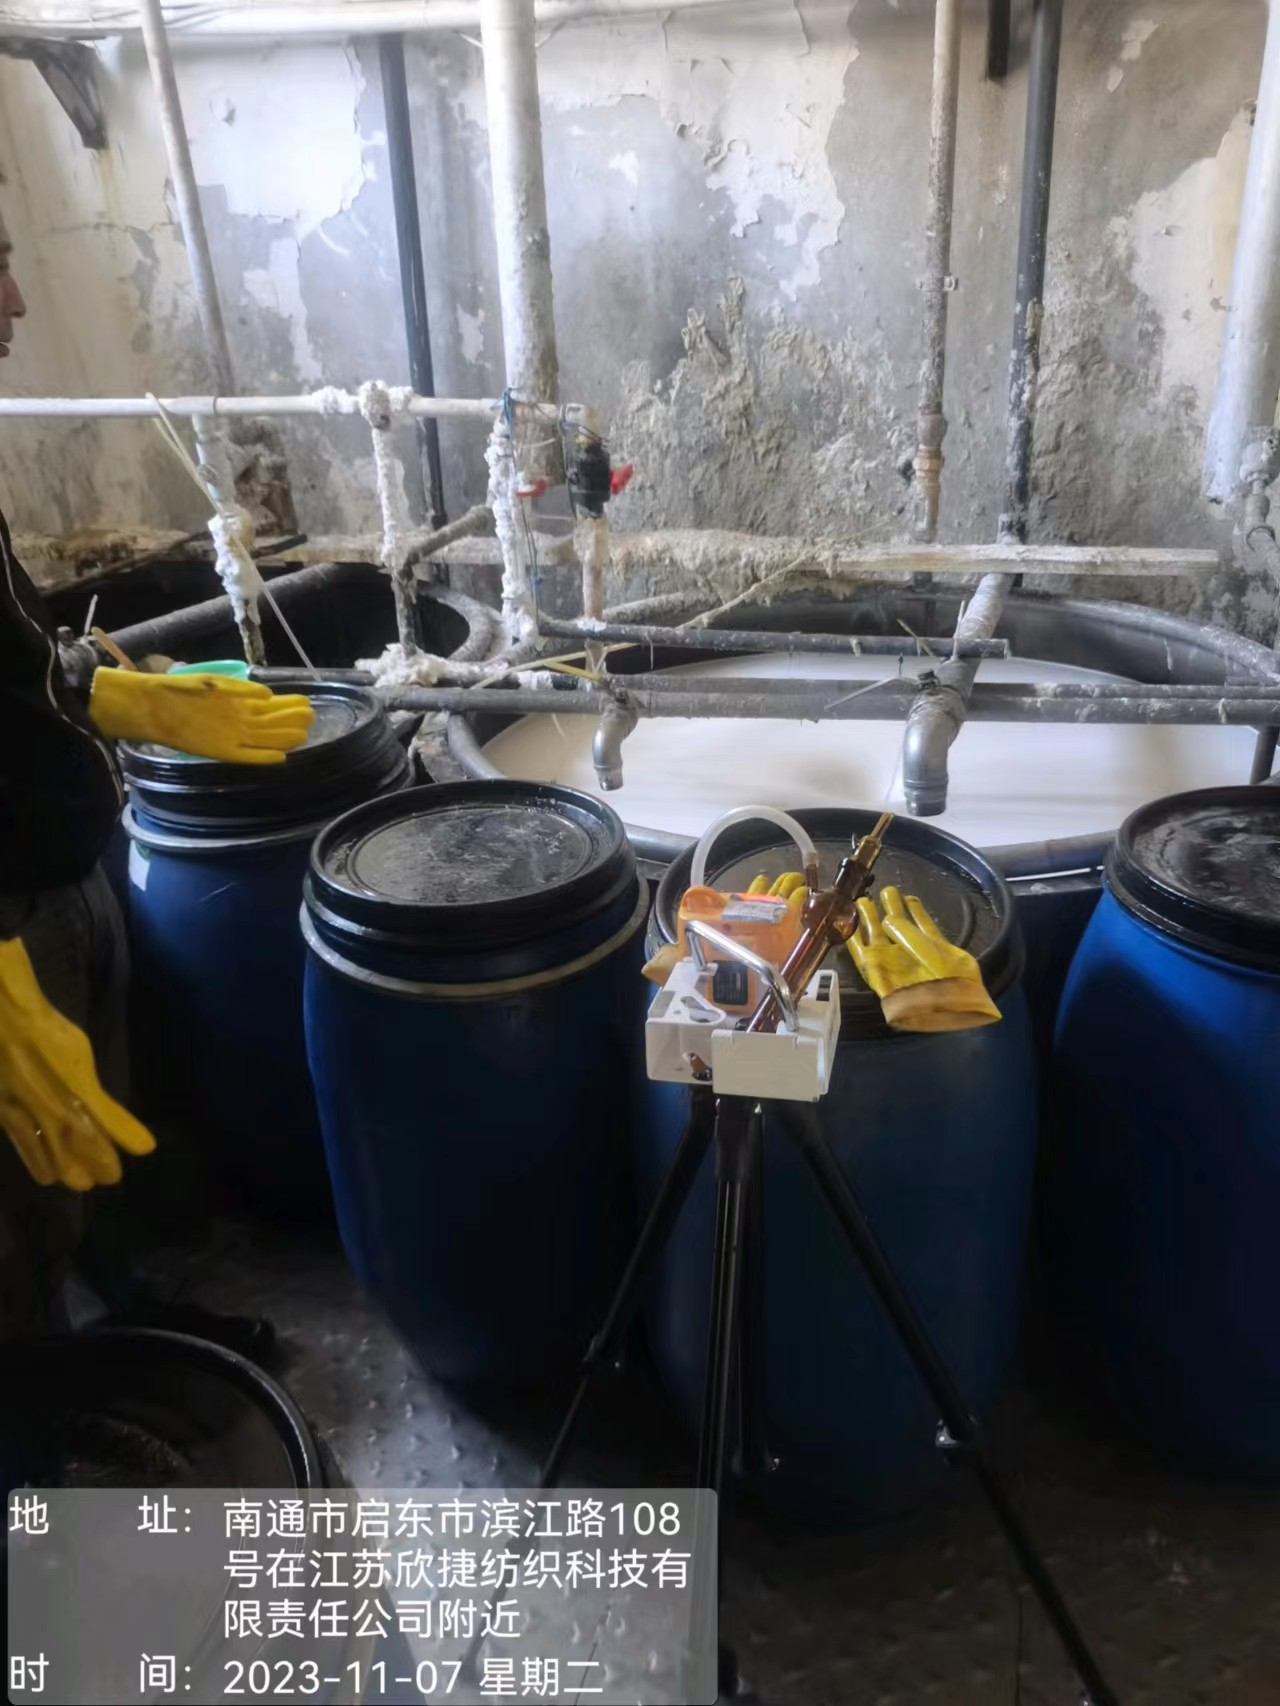 地 址：南通市启东市滨江路108
号在江苏欣捷纺织科技有
限责任公司附近
时 间：2023-11-07 星期二